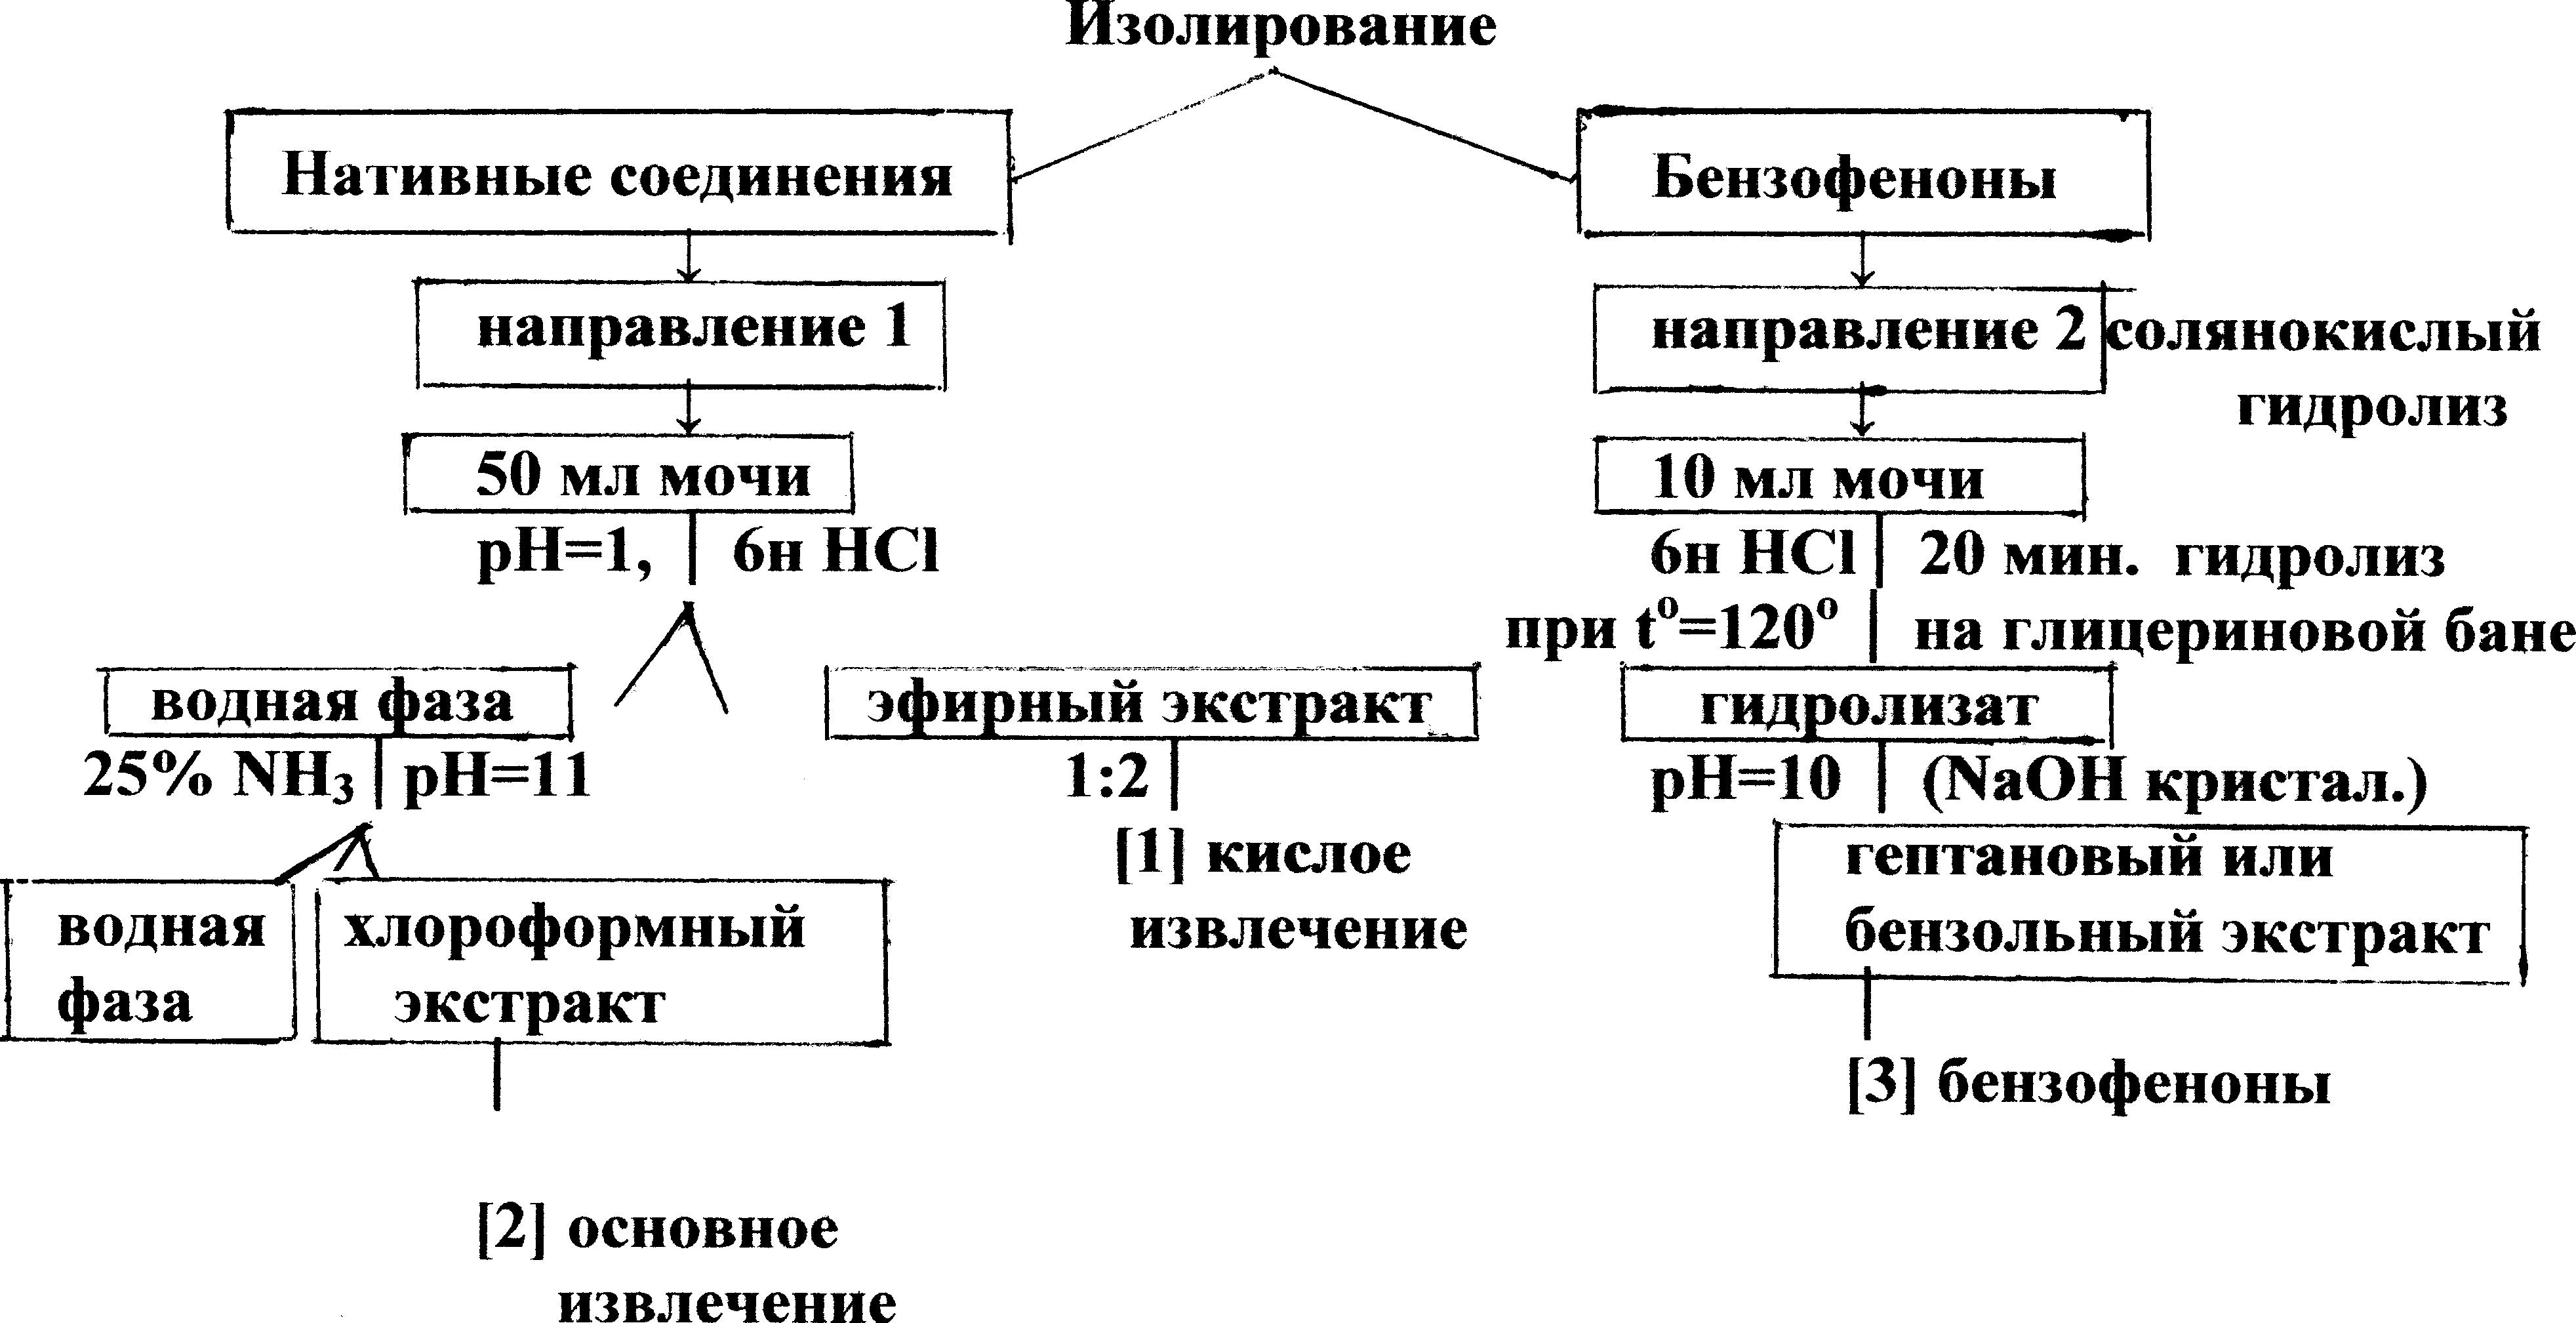 Изолирование
Нативные соединения
Бензофеноны
направление 1
направление 2 солянокислый
гидролиз
50 мл мочи
10 мл мочи
pH=1, 6н HCl
6н HCl 20 мин. гидролиз
при tº=120º на глицериновой бане
водная фаза
эфирный экстракт
гидролизат
25% NH₃ pH=11
1:2
pH=10 (NaOH кристал.)
[1] кислое
извлечение
гептановый или
бензольный экстракт
водная
фаза
хлороформный
экстракт
[3] бензофеноны
[2] основное
извлечение